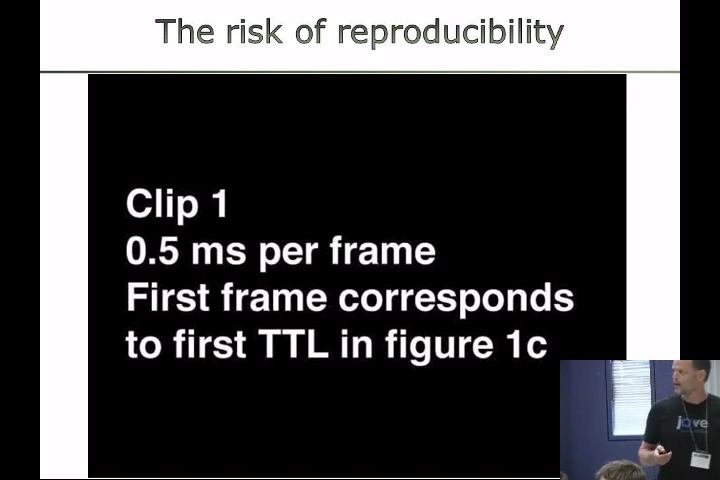 The risk of reproducibility
Clip 1
0.5 ms per frame
First frame corresponds
to first TTL in figure 1c
jove